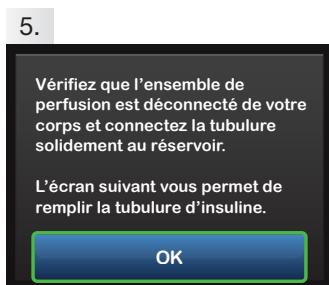 5.
Vérifiez que l’ensemble de
perfusion est déconnecté de votre
corps et connectez la tubulure
solidement au réservoir.
L’écran suivant vous permet de
remplir la tubulure d’insuline.
OK